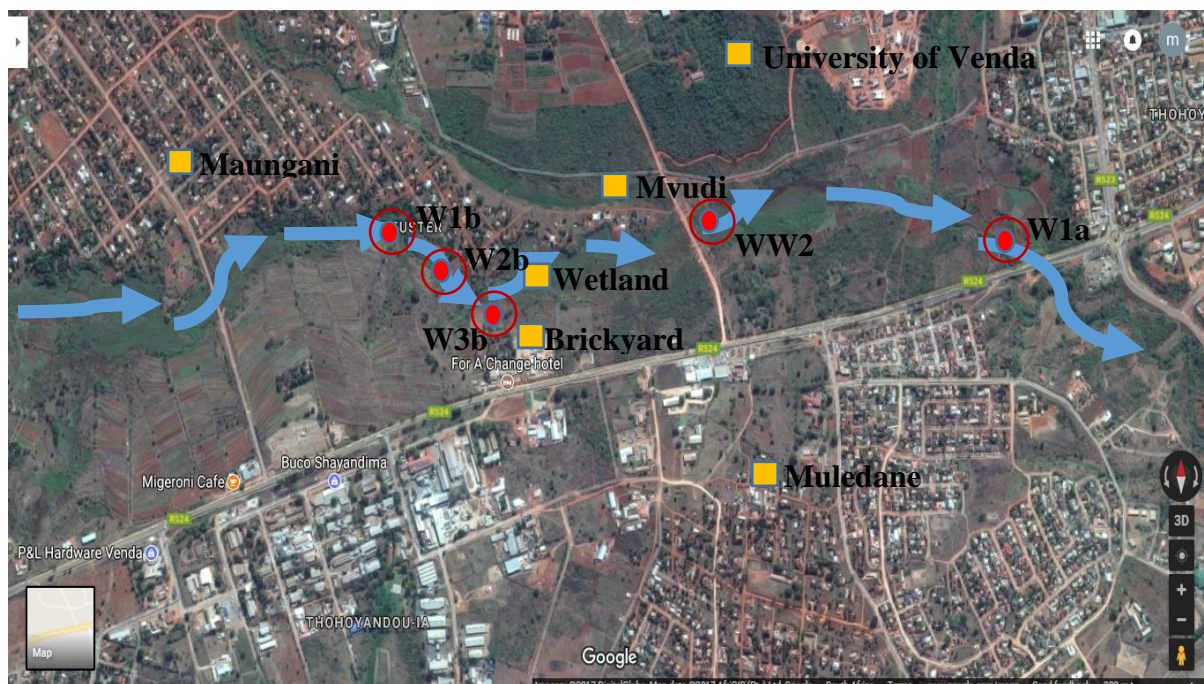 m
University of Venda
THOHOY
Maungani
R523
Mvudi
W1b
USTER
WW2
W1a
R524
W2b
Wetland
W3b
Brickyard
R524
For A Change hotel
R524
Buco Shayandima
Migeroni Cafe
Muledane
R524
3D
P&L Hardware Venda
THOHOYANDOU-IA
Map
Google